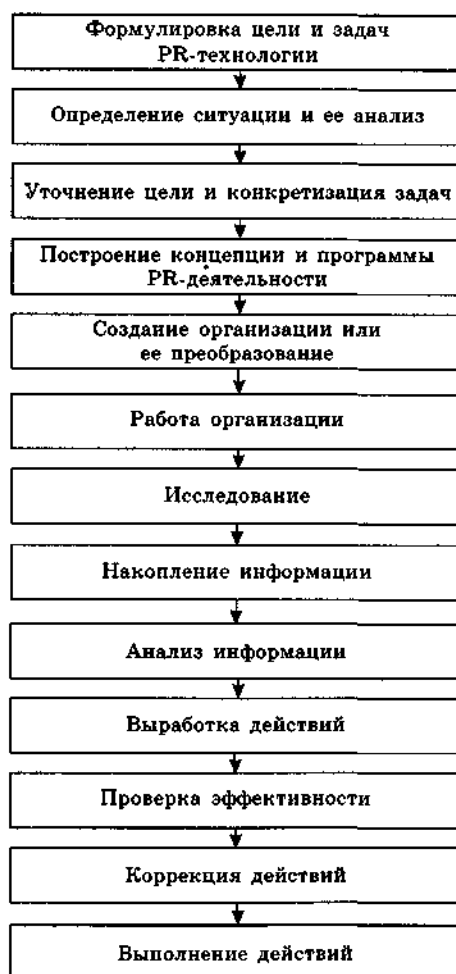 Формулировка цели и задач
PR-технологии
Определение ситуации и ее анализ
Уточнение цели и конкретизация задач
Построение концепции и программы
PR-деятельности
Создание организации или
ее преобразование
Работа организации
Исследование
Накопление информации
Анализ информации
Выработка действий
Проверка эффективности
Коррекция действий
Выполнение действий